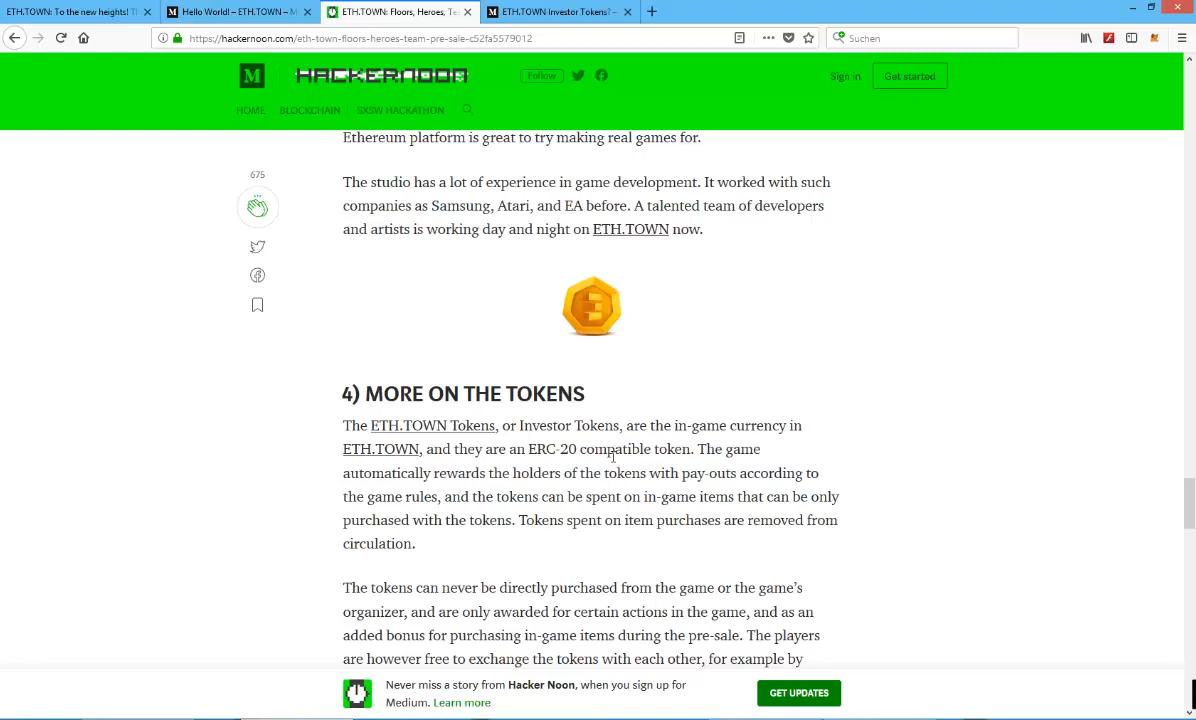 ETH.TOWN: To the new heights! T
Hello World! – ETH.TOWN – M
ETH.TOWN: Floors, Heroes, Te
ETH.TOWN Investor Tokens? –
https://hackernoon.com/eth-town-floors-heroes-team-pre-sale-c52fa5579012
Suchen
M
HACKERNOON
Follow
Sign in
Get started
HOME
BLOCKCHAIN
SXSW HACKATHON
Ethereum platform is great to try making real games for.
675
The studio has a lot of experience in game development. It worked with such
companies as Samsung, Atari, and EA before. A talented team of developers
and artists is working day and night on ETH.TOWN now.
4) MORE ON THE TOKENS
The ETH.TOWN Tokens, or Investor Tokens, are the in-game currency in
ETH.TOWN, and they are an ERC-20 compatible token. The game
automatically rewards the holders of the tokens with pay-outs according to
the game rules, and the tokens can be spent on in-game items that can be only
purchased with the tokens. Tokens spent on item purchases are removed from
circulation.
The tokens can never be directly purchased from the game or the game’s
organizer, and are only awarded for certain actions in the game, and as an
added bonus for purchasing in-game items during the pre-sale. The players
are however free to exchange the tokens with each other, for example by
Never miss a story from Hacker Noon, when you sign up for
Medium. Learn more
GET UPDATES